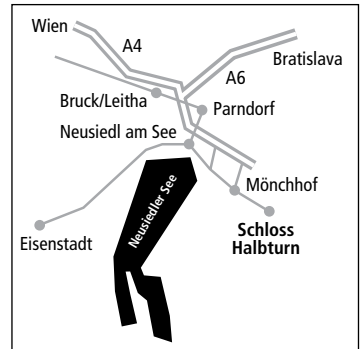 Wien
A4
Bratislava
A6
Bruck/Leitha
Parndorf
Neusiedl am See
Mönchhof
Neusiedler See
Schloss
Halbturn
Eisenstadt